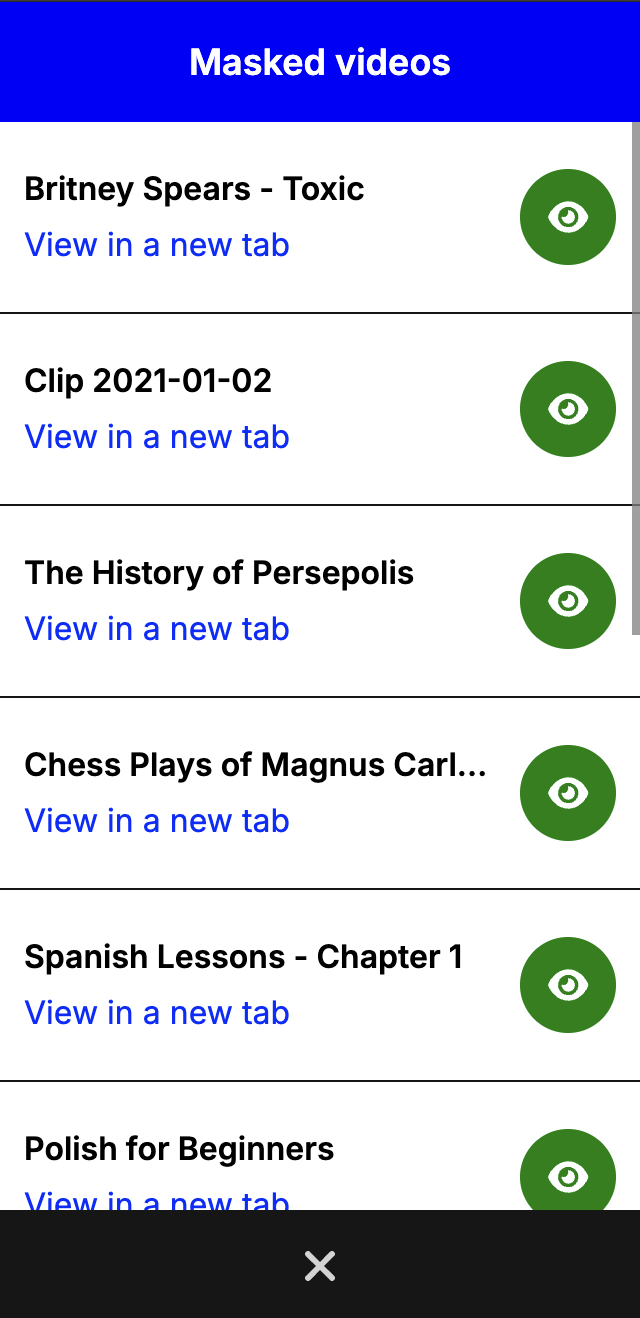 Masked videos
Britney Spears - Toxic
View in a new tab
Clip 2021-01-02
View in a new tab
The History of Persepolis
View in a new tab
Chess Plays of Magnus Carl...
View in a new tab
Spanish Lessons - Chapter 1
View in a new tab
Polish for Beginners
View in a new tab